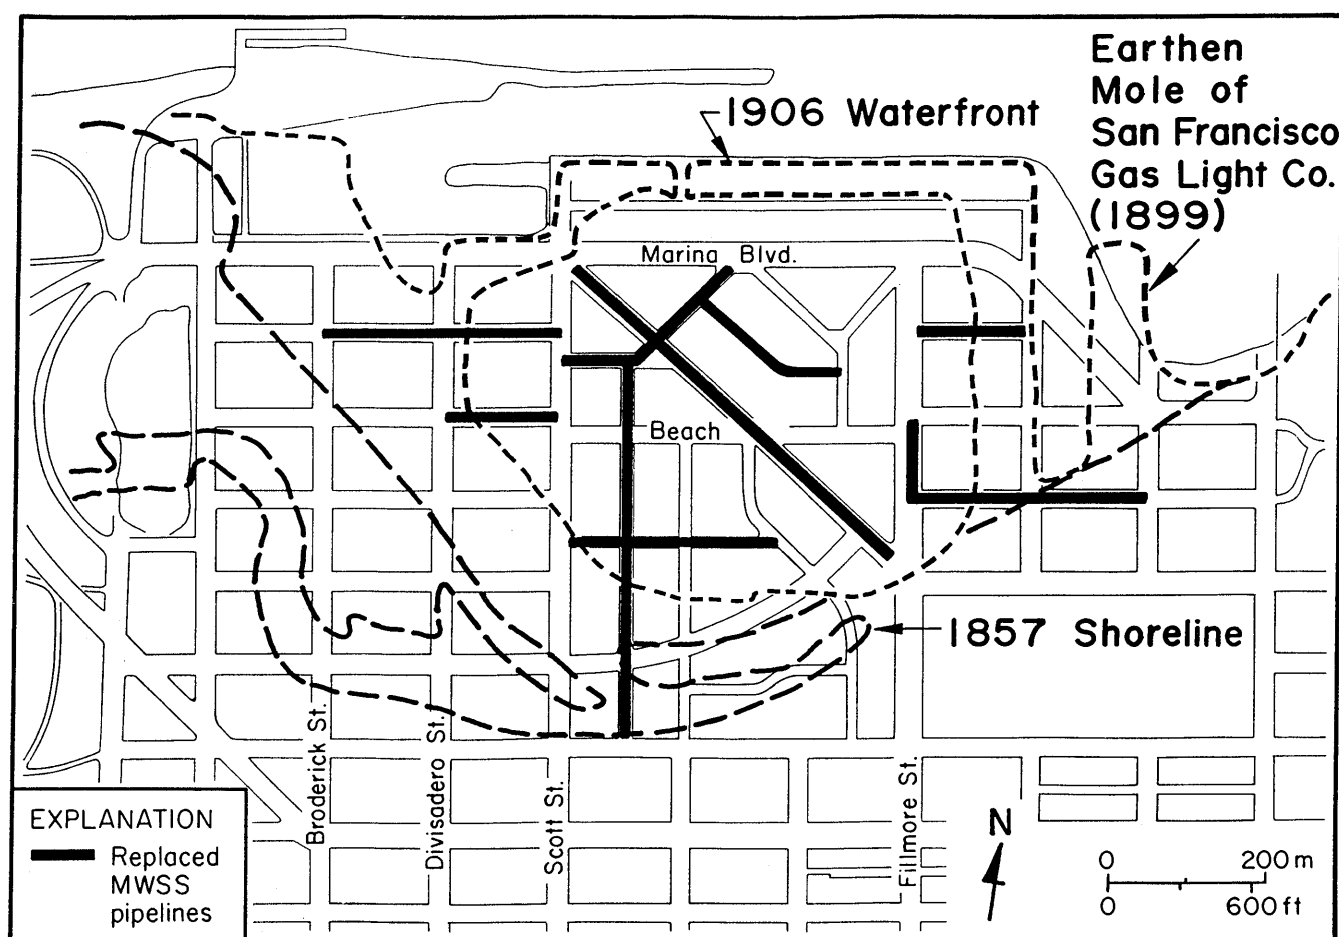 Earthen
Mole of
San Francisco
Gas Light Co.
(1899)
1906 Waterfront
Marina Blvd.
Beach
1857 Shoreline
Broderick St.
Divisadero St.
Scott St.
Fillmore St.
EXPLANATION
Replaced
MWSS
pipelines
N
0 200 m
0 600 ft